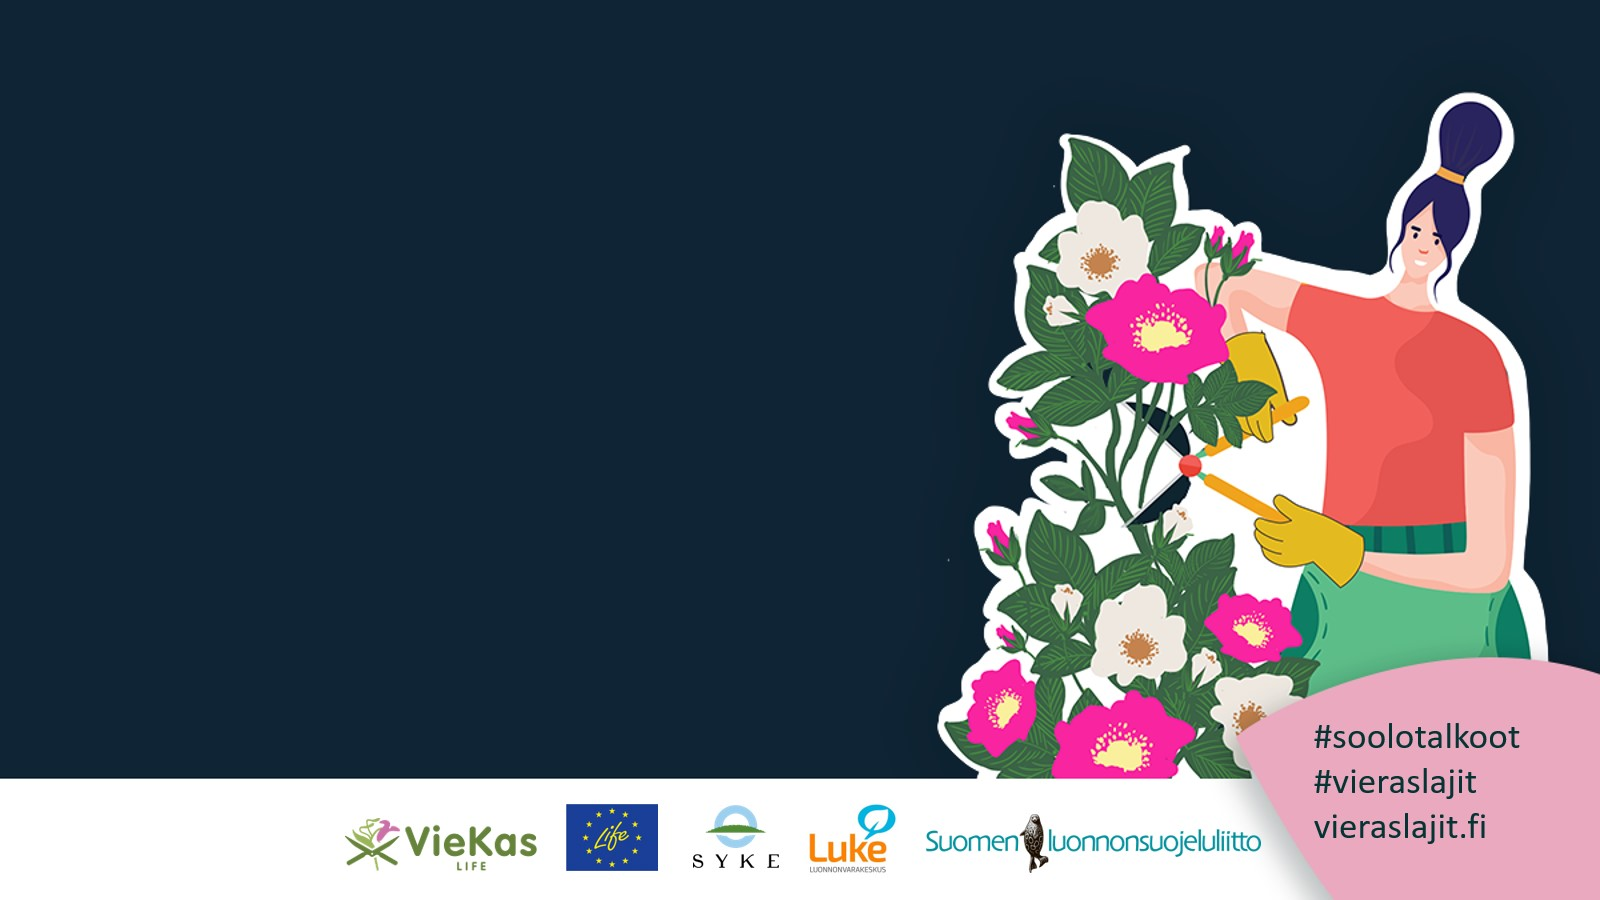 #soolotalkoot
#vieraslajit
vieraslajit.fi
VieKas
LIFE
Life
SYKE
Luke
LUONNONVARAKESKUS
Suomen luonnonsuojeluliitto